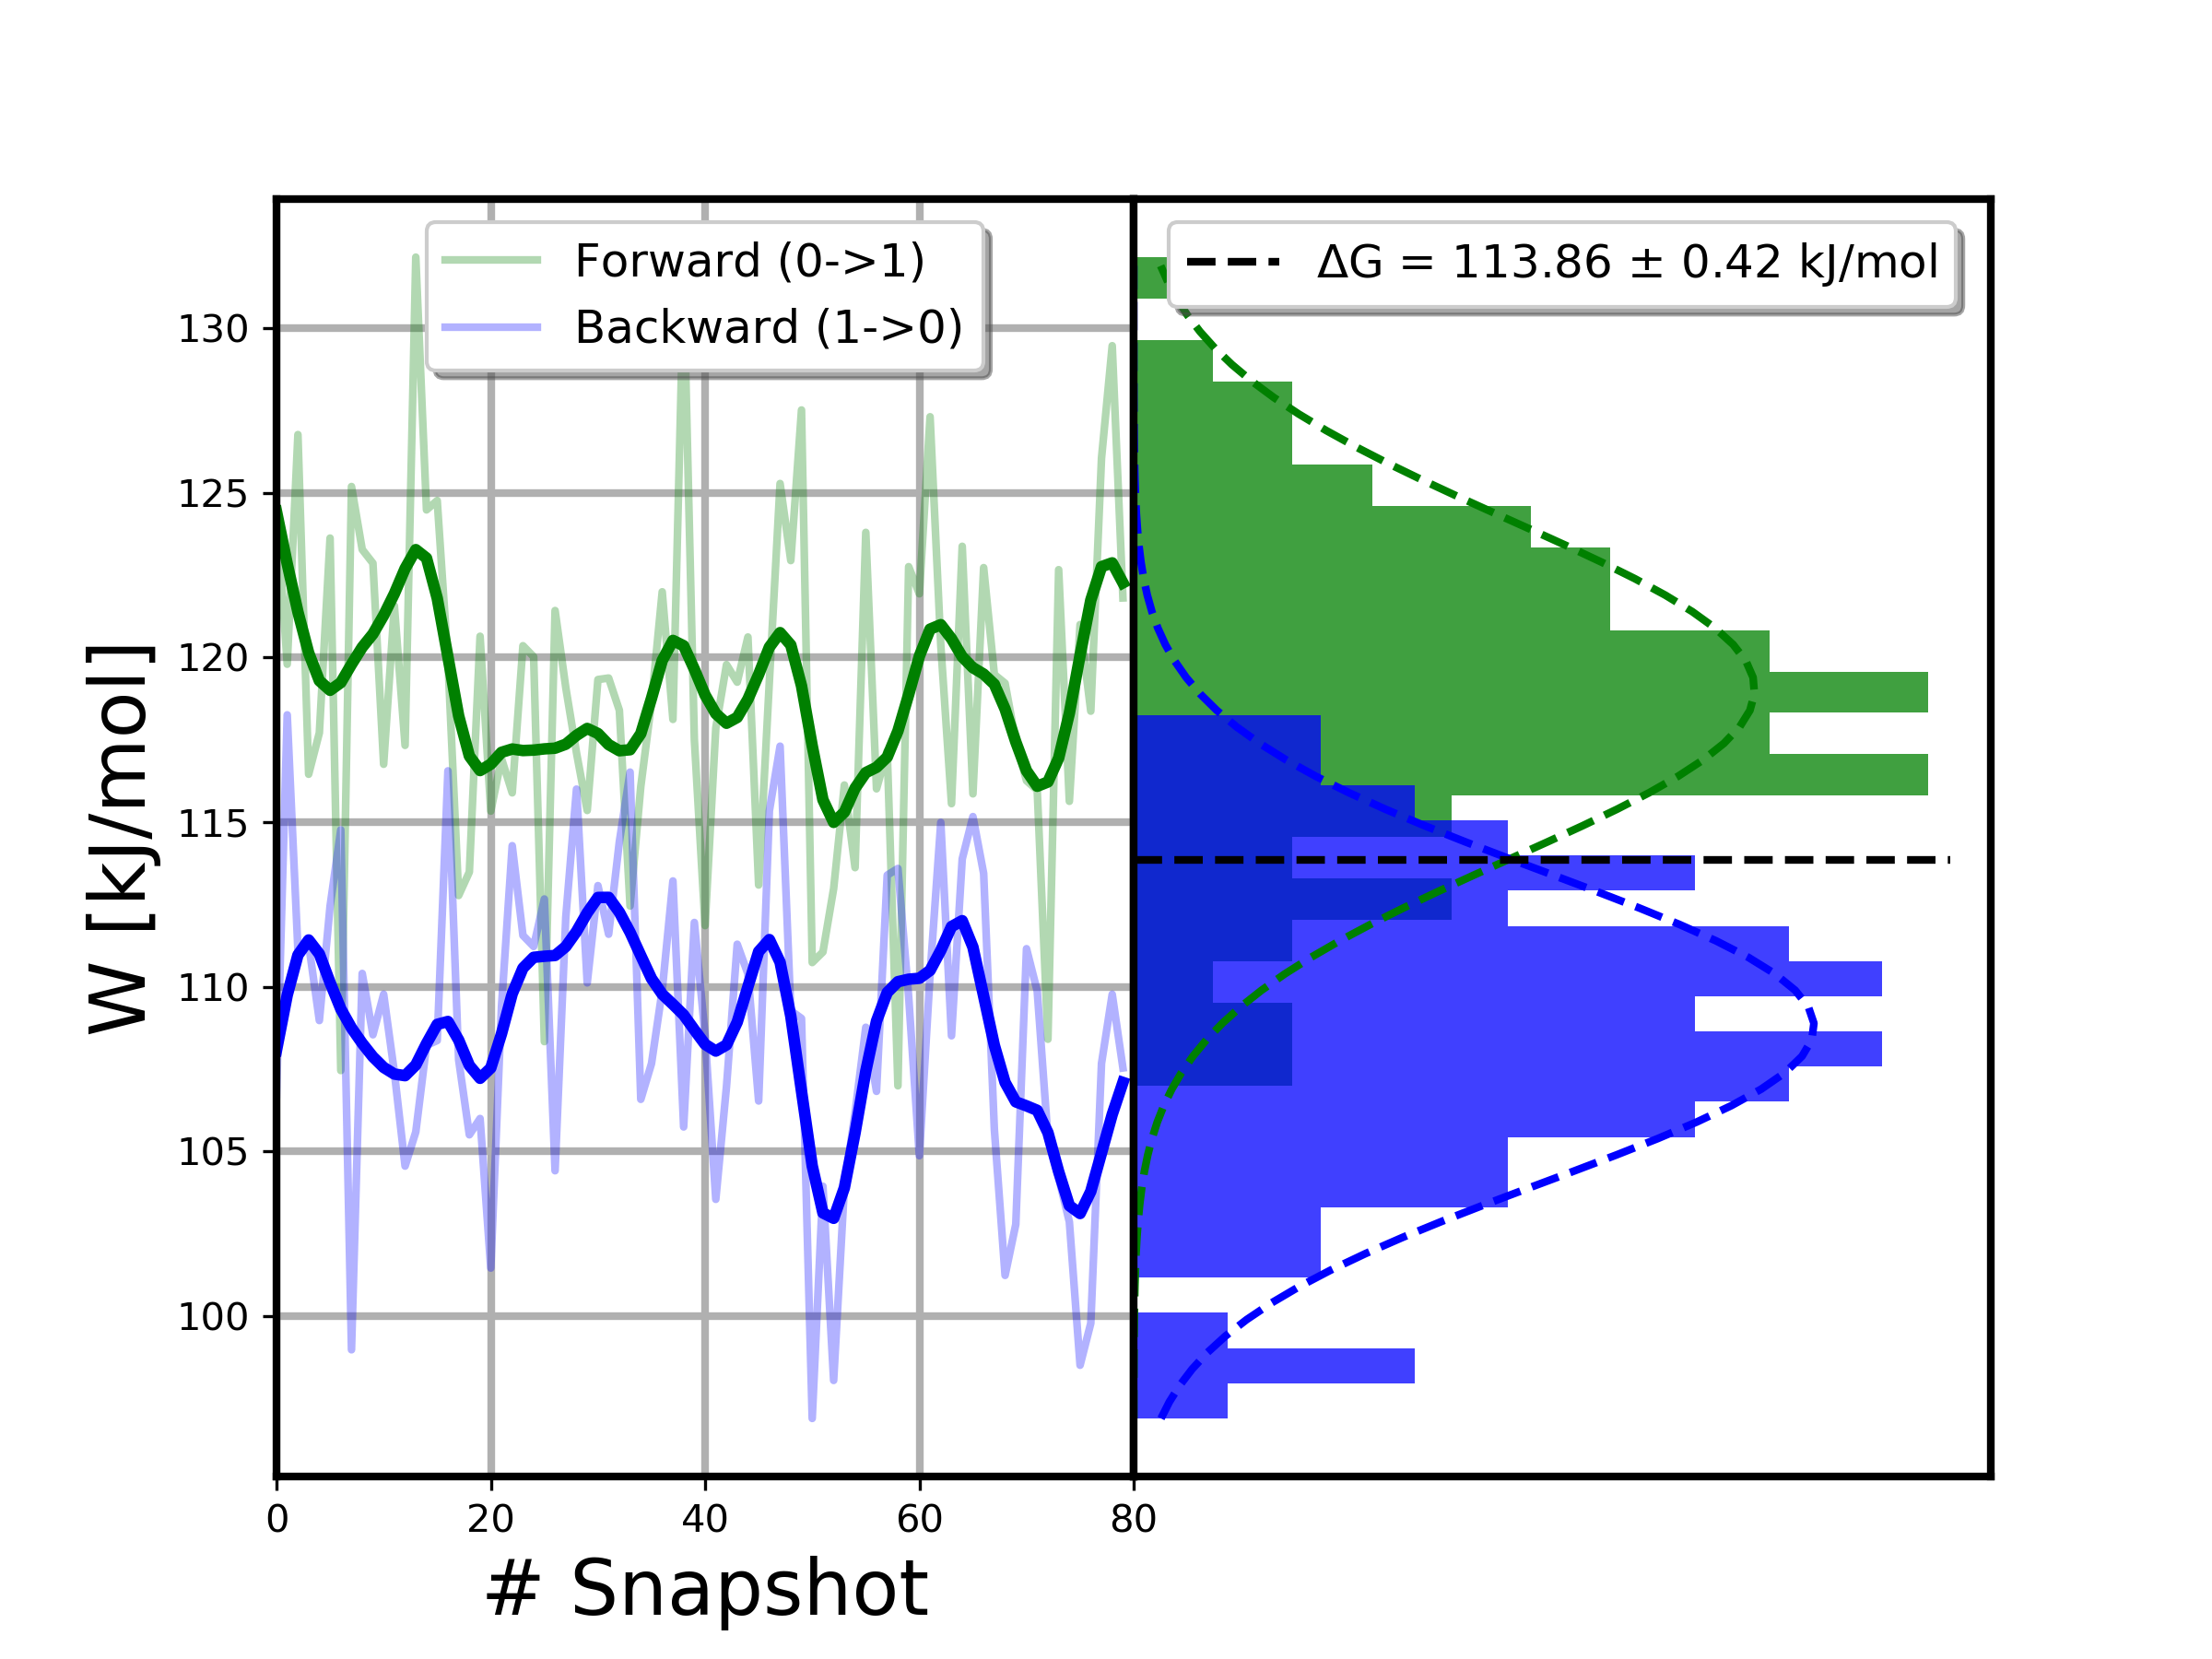 Forward (0->1)
Backward (1->0)
ΔG = 113.86 ± 0.42 kJ/mol
W [kJ/mol]
130
125
120
115
110
105
100
0 20 40 60 80
# Snapshot